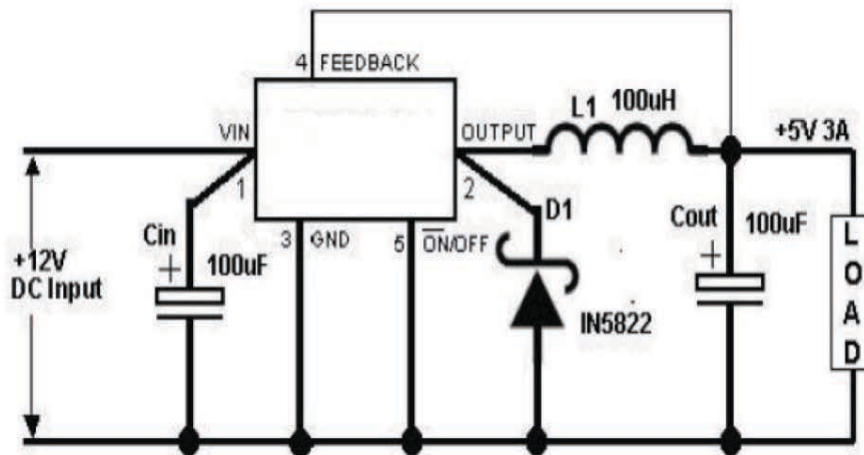 4 FEEDBACK
L1 100uH
VIN
OUTPUT
+5V 3A
1
2
D1
Cin
+
100uF
3 GND
5 ON/OFF
Cout
+
100uF
+12V
DC Input
IN5822
LOAD